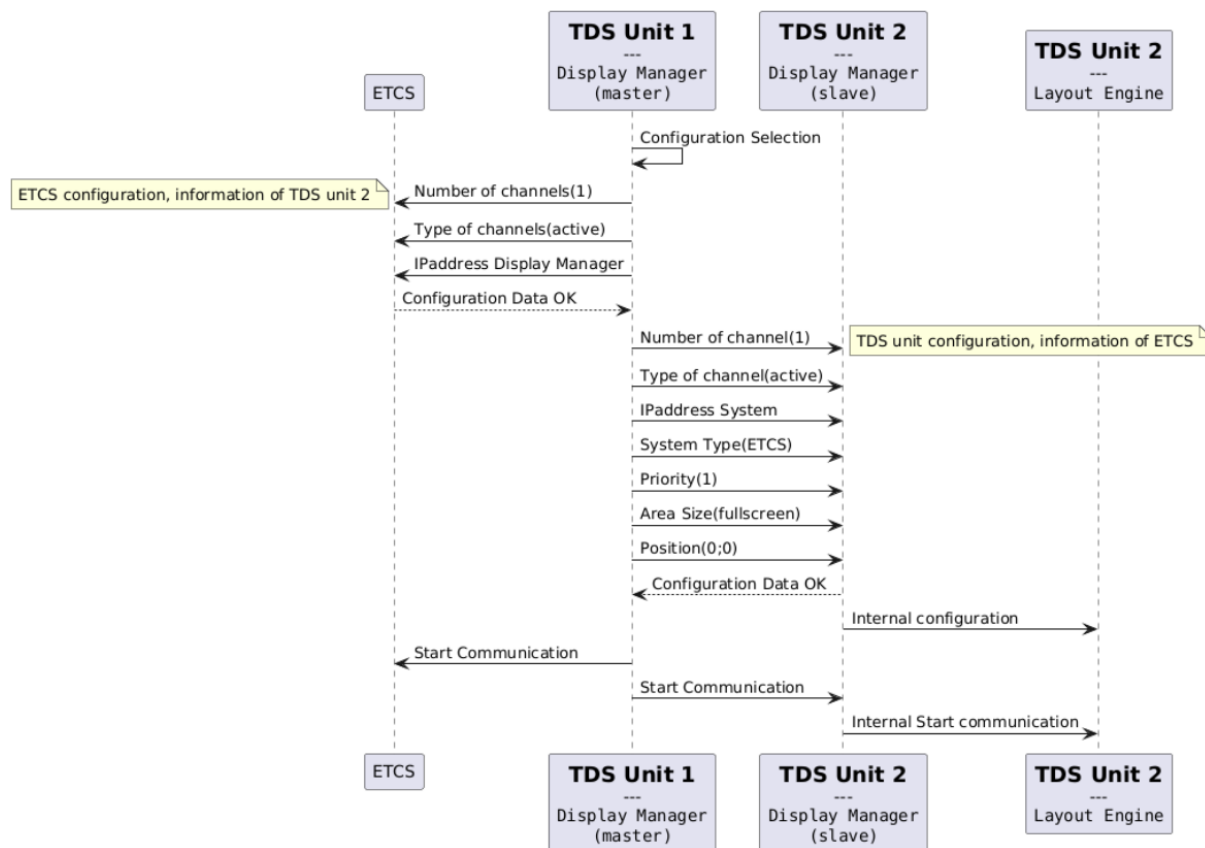 TDS Unit 1
---
Display Manager
(master)
TDS Unit 2
---
Display Manager
(slave)
TDS Unit 2
---
Layout Engine
ETCS
Configuration Selection
ETCS configuration, information of TDS unit 2
Number of channels(1)
Type of channels(active)
IPaddress Display Manager
Configuration Data OK
Number of channel(1)
TDS unit configuration, information of ETCS
Type of channel(active)
IPaddress System
System Type(ETCS)
Priority(1)
Area Size(fullscreen)
Position(0;0)
Configuration Data OK
Internal configuration
Start Communication
Start Communication
Internal Start communication
ETCS
TDS Unit 1
---
Display Manager
(master)
TDS Unit 2
---
Display Manager
(slave)
TDS Unit 2
---
Layout Engine